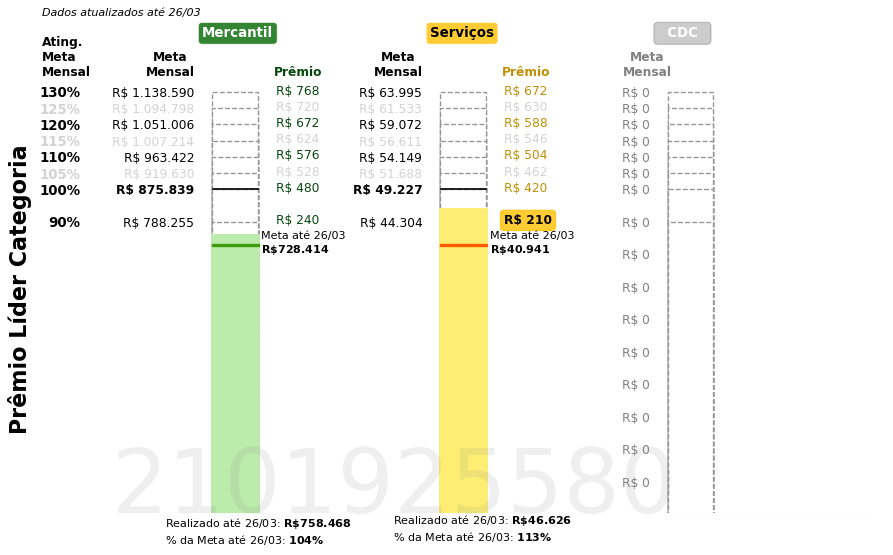 Dados atualizados até 26/03
Mercantil Serviços CDC
Ating. Meta Mensal Meta Mensal Prêmio Meta Mensal Prêmio Meta Mensal
130% R$ 1.138.590 R$ 768 R$ 63.995 R$ 672 R$ 0
125% R$ 1.094.798 R$ 720 R$ 61.533 R$ 630 R$ 0
120% R$ 1.051.006 R$ 672 R$ 59.072 R$ 588 R$ 0
115% R$ 1.007.214 R$ 624 R$ 56.611 R$ 546 R$ 0
110% R$ 963.422 R$ 576 R$ 54.149 R$ 504 R$ 0
105% R$ 919.630 R$ 528 R$ 51.688 R$ 462 R$ 0
100% R$ 875.839 R$ 480 R$ 49.227 R$ 420 R$ 0
90% R$ 788.255 R$ 240 R$ 44.304 R$ 210 R$ 0
Meta até 26/03 Meta até 26/03
R$728.414 R$40.941
R$ 0
R$ 0
R$ 0
R$ 0
R$ 0
R$ 0
R$ 0
R$ 0
Prêmio Líder Categoria
2101925580
Realizado até 26/03: R$758.468 Realizado até 26/03: R$46.626
% da Meta até 26/03: 104% % da Meta até 26/03: 113%